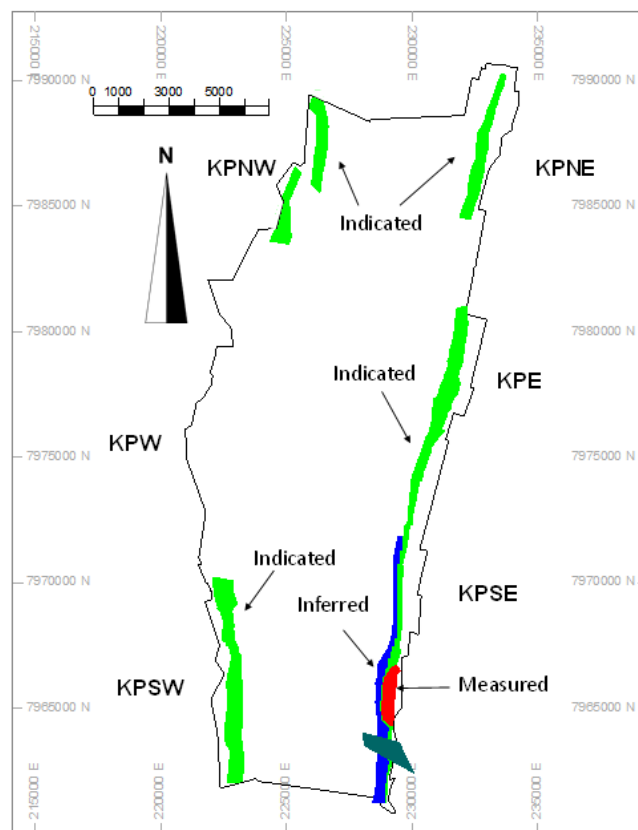 215000 E 220000 E 225000 E 230000 E 235000 E
7990000 N 7990000 N
0 1000 3000 5000
N
KPNW KPNE
Indicated
7985000 N 7985000 N
7980000 N 7980000 N
Indicated KPE
KPW
7975000 N 7975000 N
Indicated
7970000 N 7970000 N
Inferred KPSE
KPSW Measured
7965000 N 7965000 N
215000 E 220000 E 225000 E 230000 E 235000 E